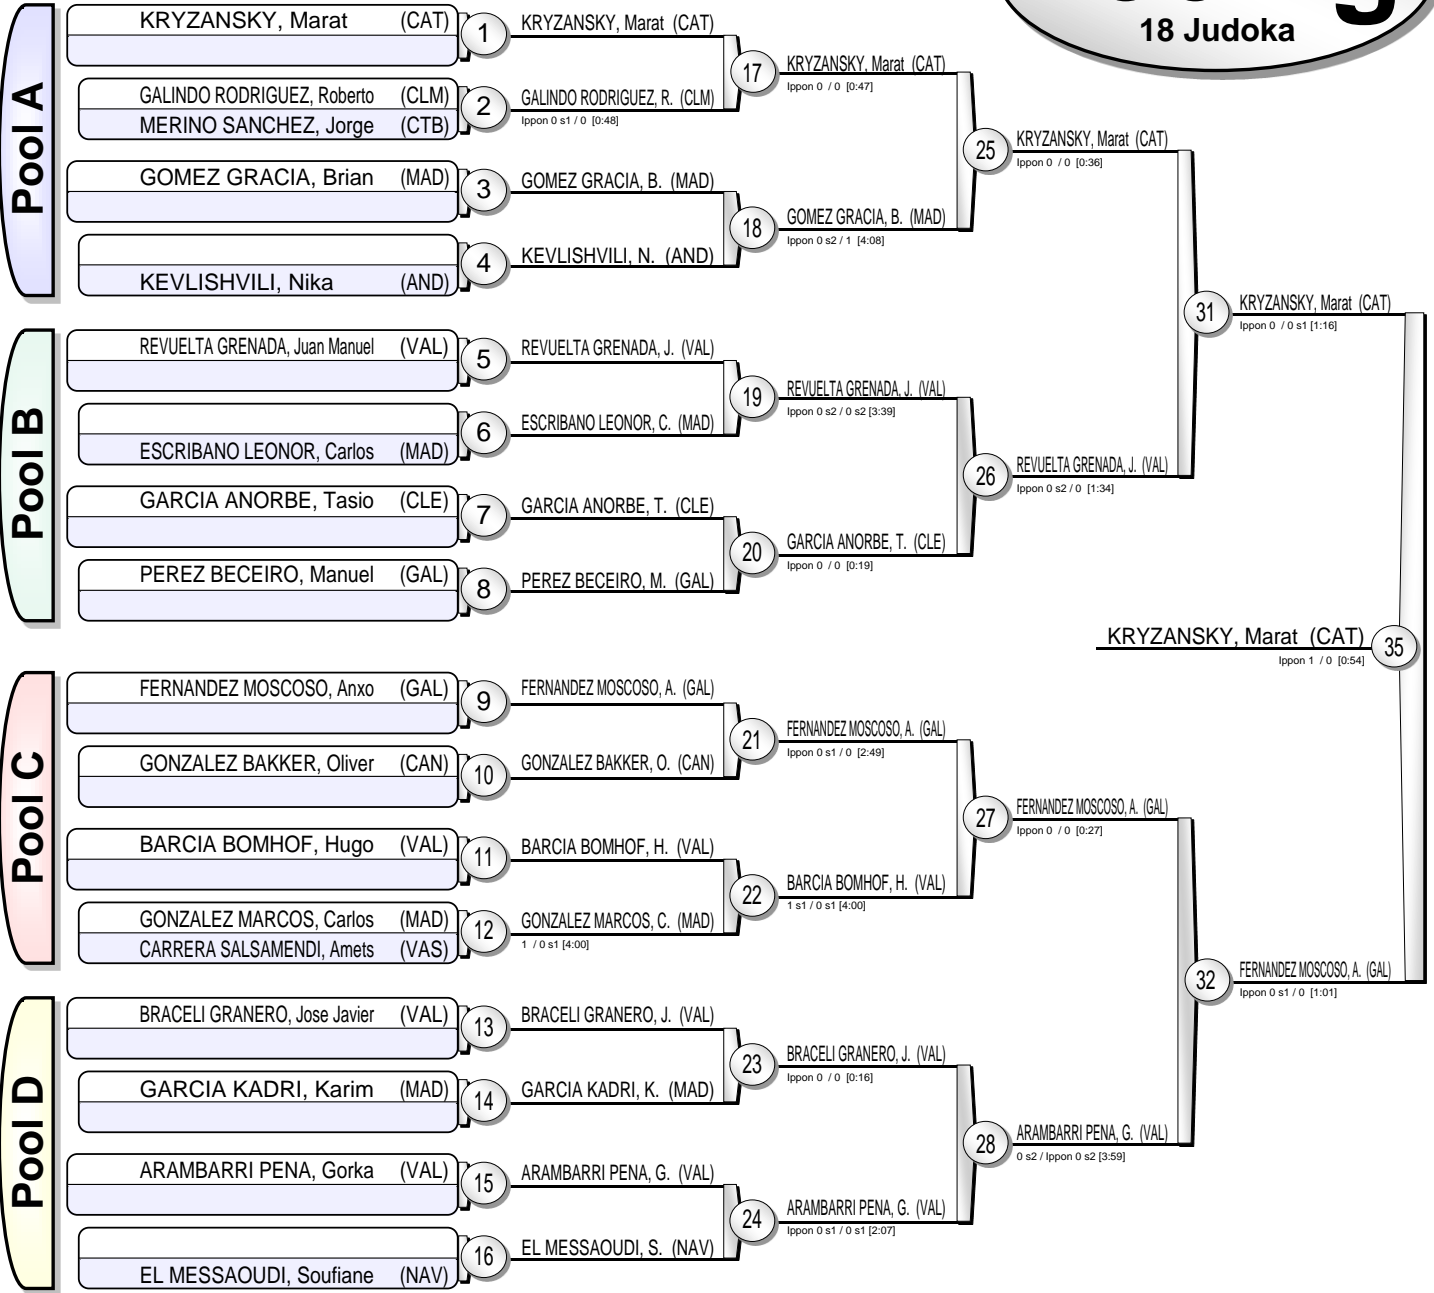 18 Judoka
Pool A
KRYZANSKY, Marat (CAT)
1
GALINDO RODRIGUEZ, Roberto (CLM)
MERINO SANCHEZ, Jorge (CTB)
2
GOMEZ GRACIA, Brian (MAD)
3
KEVLISHVILI, Nika (AND)
4
Pool B
REVUELTA GRENADA, Juan Manuel (VAL)
5
ESCRIBANO LEONOR, Carlos (MAD)
6
GARCIA ANORBE, Tasio (CLE)
7
PEREZ BECEIRO, Manuel (GAL)
8
Pool C
FERNANDEZ MOSCOSO, Anxo (GAL)
9
GONZALEZ BAKKER, Oliver (CAN)
10
BARCIA BOMHOF, Hugo (VAL)
11
GONZALEZ MARCOS, Carlos (MAD)
CARRERA SALSAMENDI, Amets (VAS)
12
Pool D
BRACELI GRANERO, Jose Javier (VAL)
13
GARCIA KADRI, Karim (MAD)
14
ARAMBARRI PENA, Gorka (VAL)
15
EL MESSAOUDI, Soufiane (NAV)
16
KRYZANSKY, Marat (CAT)
GALINDO RODRIGUEZ, R. (CLM)
Ippon 0 s1 / 0 [0:48]
17
GOMEZ GRACIA, B. (MAD)
KEVLISHVILI, N. (AND)
18
REVUELTA GRENADA, J. (VAL)
ESCRIBANO LEONOR, C. (MAD)
19
GARCIA ANORBE, T. (CLE)
PEREZ BECEIRO, M. (GAL)
20
FERNANDEZ MOSCOSO, A. (GAL)
GONZALEZ BAKKER, O. (CAN)
21
BARCIA BOMHOF, H. (VAL)
GONZALEZ MARCOS, C. (MAD)
1 / 0 s1 [4:00]
22
BRACELI GRANERO, J. (VAL)
GARCIA KADRI, K. (MAD)
23
ARAMBARRI PENA, G. (VAL)
EL MESSAOUDI, S. (NAV)
24
KRYZANSKY, Marat (CAT)
Ippon 0 / 0 [0:47]
GOMEZ GRACIA, B. (MAD)
Ippon 0 s2 / 1 [4:08]
25
REVUELTA GRENADA, J. (VAL)
Ippon 0 s2 / 0 s2 [3:39]
GARCIA ANORBE, T. (CLE)
Ippon 0 / 0 [0:19]
26
FERNANDEZ MOSCOSO, A. (GAL)
Ippon 0 s1 / 0 [2:49]
BARCIA BOMHOF, H. (VAL)
1 s1 / 0 s1 [4:00]
27
BRACELI GRANERO, J. (VAL)
Ippon 0 / 0 [0:16]
ARAMBARRI PENA, G. (VAL)
Ippon 0 s1 / 0 s1 [2:07]
28
KRYZANSKY, Marat (CAT)
Ippon 0 / 0 [0:36]
REVUELTA GRENADA, J. (VAL)
Ippon 0 s2 / 0 [1:34]
31
FERNANDEZ MOSCOSO, A. (GAL)
Ippon 0 / 0 [0:27]
ARAMBARRI PENA, G. (VAL)
0 s2 / Ippon 0 s2 [3:59]
32
KRYZANSKY, Marat (CAT)
Ippon 0 / 0 s1 [1:16]
FERNANDEZ MOSCOSO, A. (GAL)
Ippon 0 s1 / 0 [1:01]
KRYZANSKY, Marat (CAT)
35
Ippon 1 / 0 [0:54]